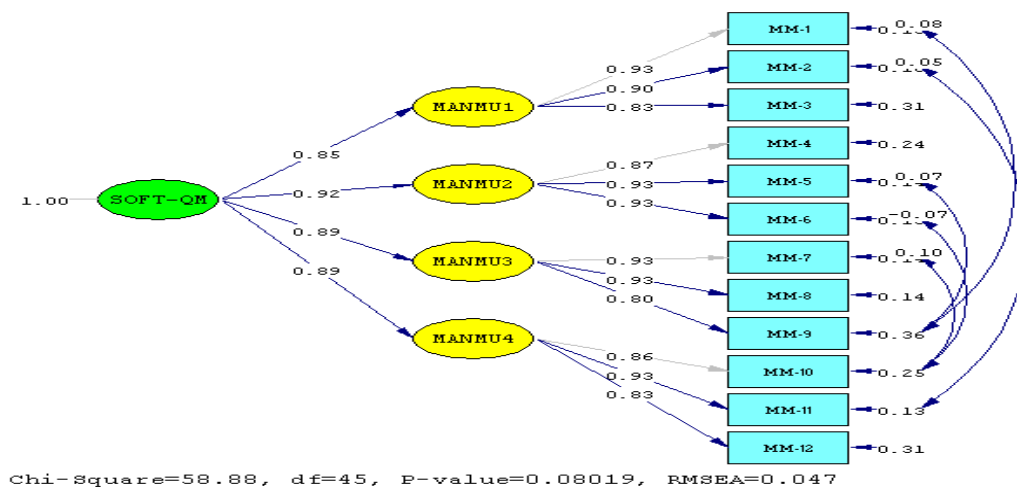 MM-1 0.08
0.93
MM-2 0.05
0.90
MANMU1
0.83
MM-3 0.31
MM-4 0.24
0.85
0.87
MM-5 0.07
MANMU2
0.93
0.92
1.00 SOFT-QM
0.93
MM-6 -0.07
0.89
MM-7 0.10
0.93
MANMU3
0.93
0.89
MM-8 0.14
0.80
MM-9 0.36
MANMU4
0.86
MM-10 0.25
0.93
0.83
MM-11 0.13
MM-12 0.31
Chi-Square=58.88, df=45, P-value=0.08019, RMSEA=0.047